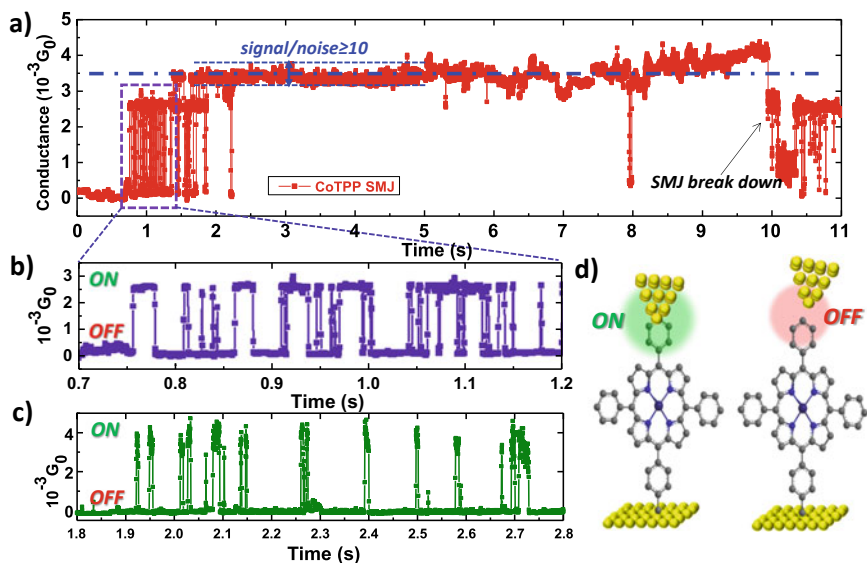 a)
signal/noise≥10
Conductance (10⁻³G₀)
5
4
3
2
1
0
CoTPP SMJ
SMJ break down
0 1 2 3 4 5 6 7 8 9 10 11
Time (s)
b)
ON
OFF
10⁻³G₀
3
2
1
0
0.7 0.8 0.9 1.0 1.1 1.2
Time (s)
c)
ON
OFF
10⁻³G₀
4
2
0
1.8 1.9 2.0 2.1 2.2 2.3 2.4 2.5 2.6 2.7 2.8
Time (s)
d)
ON
OFF